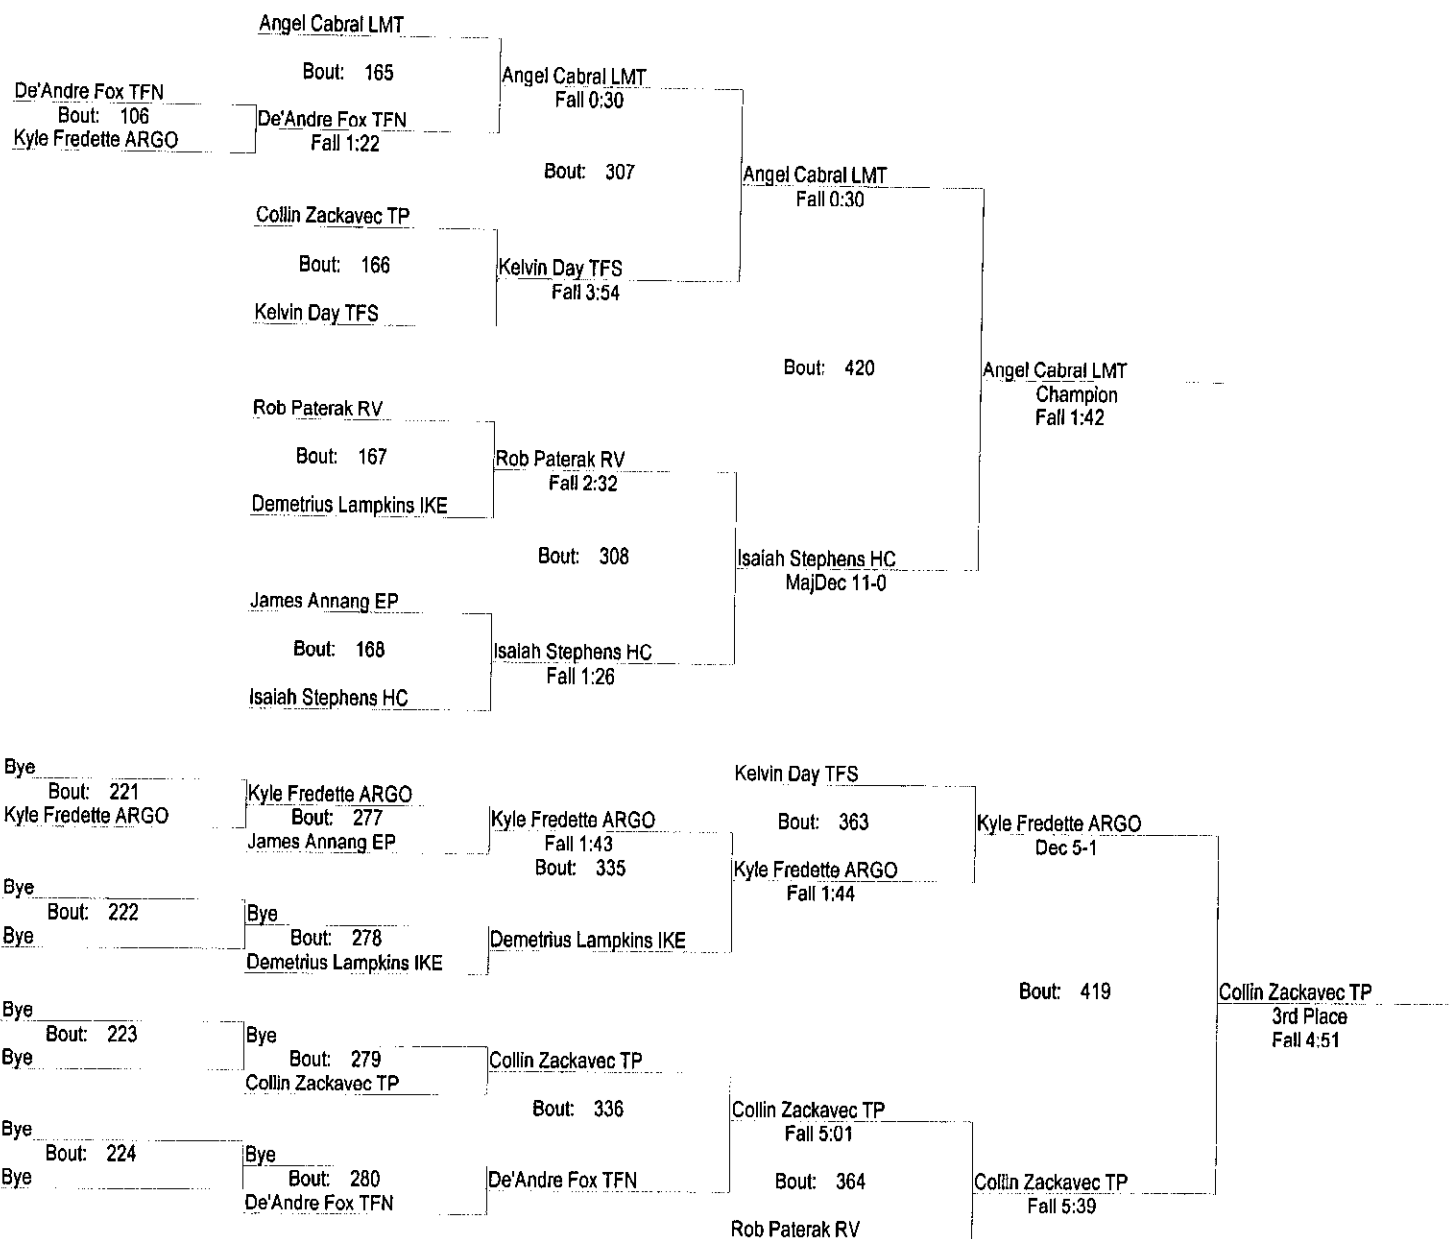 Angel Cabral LMT
Bout: 165
Angel Cabral LMT
Fall 0:30
De'Andre Fox TFN
Bout: 106
Kyle Fredette ARGO
De'Andre Fox TFN
Fall 1:22
Bout: 307
Angel Cabral LMT
Fall 0:30
Collin Zackavec TP
Bout: 166
Kelvin Day TFS
Fall 3:54
Kelvin Day TFS
Bout: 420
Angel Cabral LMT
Champion
Fall 1:42
Rob Paterak RV
Bout: 167
Rob Paterak RV
Fall 2:32
Demetrius Lampkins IKE
Bout: 308
Isaiah Stephens HC
MajDec 11-0
James Annang EP
Bout: 168
Isaiah Stephens HC
Fall 1:26
Isaiah Stephens HC
Bye
Bout: 221
Kyle Fredette ARGO
Kyle Fredette ARGO
Bout: 277
James Annang EP
Kyle Fredette ARGO
Fall 1:43
Bout: 335
Kelvin Day TFS
Bout: 363
Kyle Fredette ARGO
Fall 1:44
Kyle Fredette ARGO
Dec 5-1
Bye
Bout: 222
Bye
Bye
Bout: 278
Demetrius Lampkins IKE
Demetrius Lampkins IKE
Bout: 419
Collin Zackavec TP
3rd Place
Fall 4:51
Bye
Bout: 223
Bye
Bye
Bout: 279
Collin Zackavec TP
Collin Zackavec TP
Bout: 336
Collin Zackavec TP
Fall 5:01
Bye
Bout: 224
Bye
Bye
Bout: 280
De'Andre Fox TFN
De'Andre Fox TFN
Bout: 364
Rob Paterak RV
Collin Zackavec TP
Fall 5:39